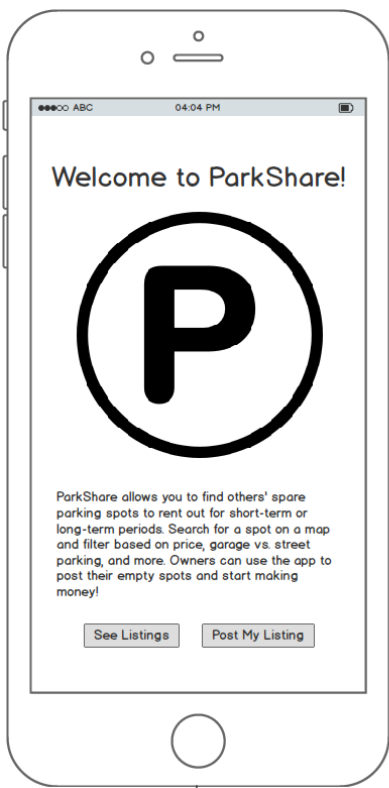 ABC 04:04 PM
Welcome to ParkShare!
P
ParkShare allows you to find others' spare
parking spots to rent out for short-term or
long-term periods. Search for a spot on a map
and filter based on price, garage vs. street
parking, and more. Owners can use the app to
post their empty spots and start making
money!
See Listings Post My Listing